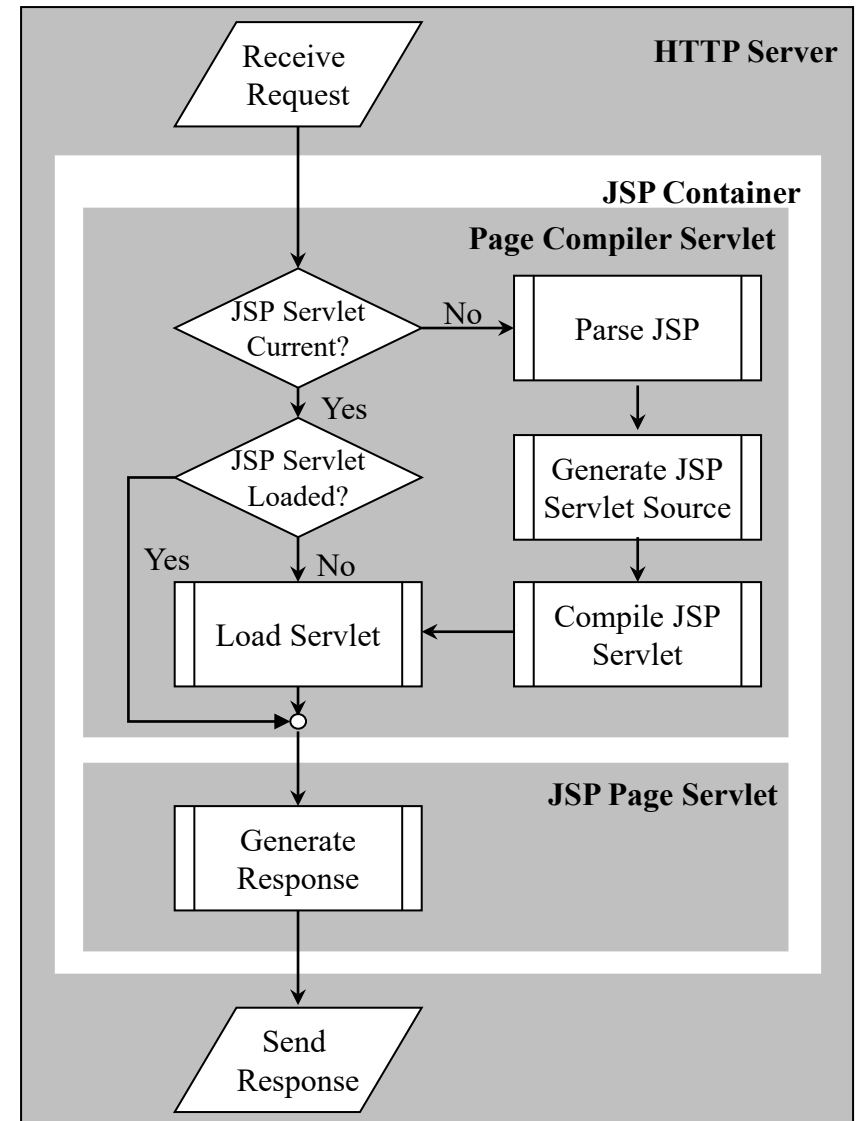 Receive
Request
HTTP Server
JSP Container
Page Compiler Servlet
JSP Servlet
Current?
No
Parse JSP
Yes
JSP Servlet
Loaded?
Generate JSP
Servlet Source
Yes
No
Load Servlet
Compile JSP
Servlet
JSP Page Servlet
Generate
Response
Send
Response